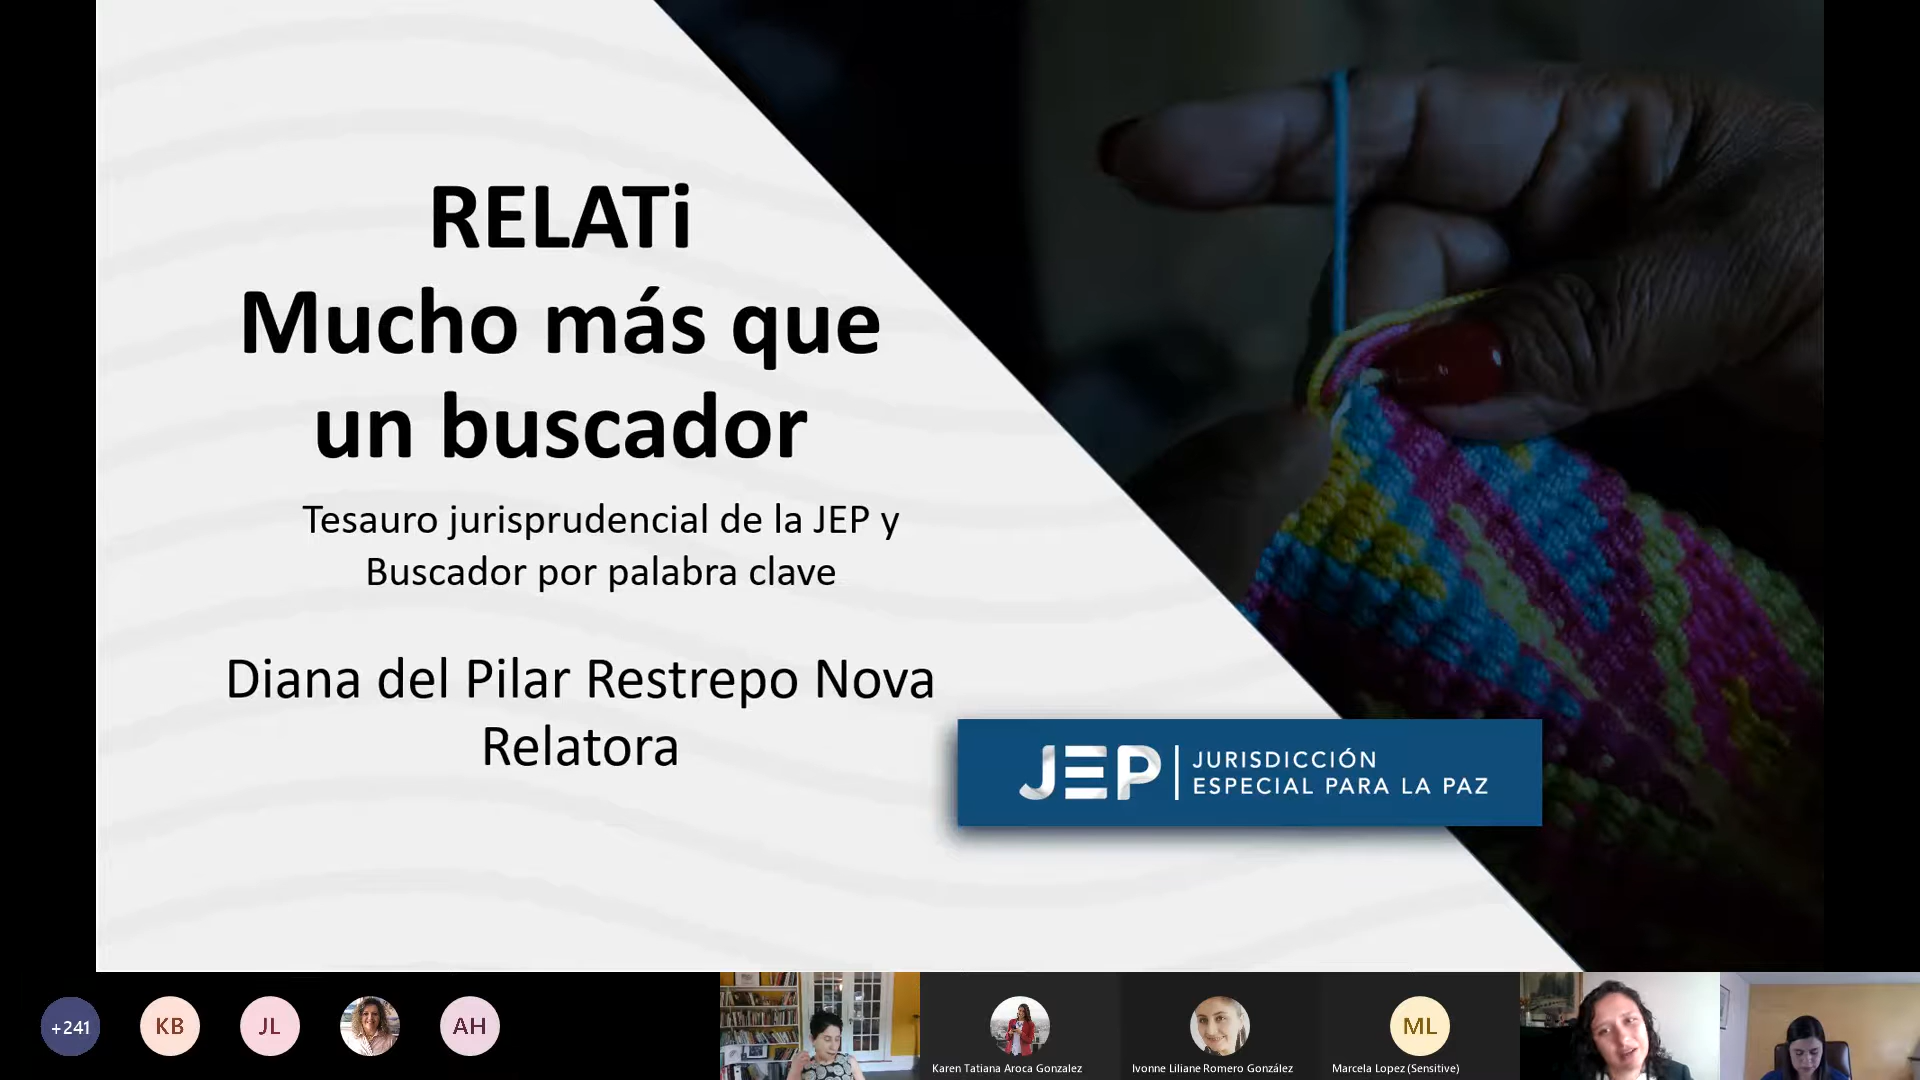 RELATi
Mucho más que
un buscador
Tesauro jurisprudencial de la JEP y
Buscador por palabra clave
Diana del Pilar Restrepo Nova
Relatora
JEP
JURISDICCIÓN
ESPECIAL PARA LA PAZ
+241
KB
JL
AH
Karen Tatiana Aroca Gonzalez
Ivonne Liliane Romero González
ML
Marcela Lopez (Sensitive)